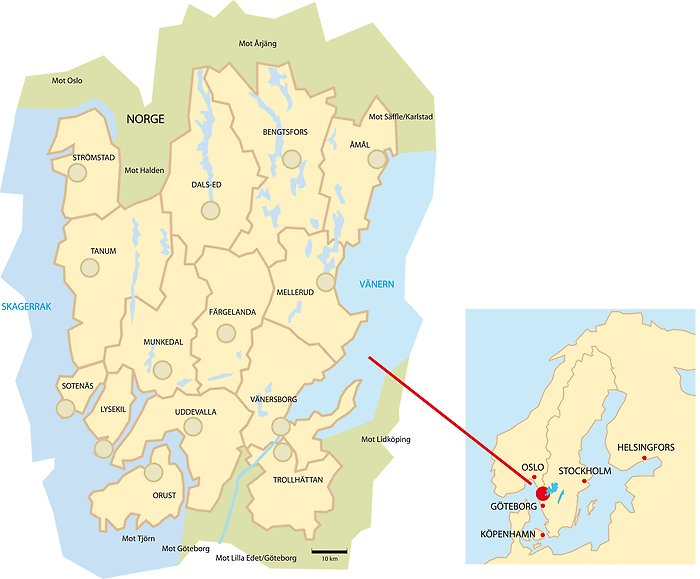 Mot Årjäng
Mot Oslo
NORGE
Mot Säffle/Karlstad
BENGTSFORS
ÅMÅL
STRÖMSTAD
Mot Halden
DALS-ED
TANUM
VÄNERN
MELLERUD
SKAGERRAK
FÄRGELANDA
MUNKEDAL
SOTENÄS
VÄNERSBORG
LYSEKIL
UDDEVALLA
Mot Lidköping
TROLLHÄTTAN
ORUST
Mot Tjörn
Mot Göteborg
Mot Lilla Edet/Göteborg
10 km
HELSINGFORS
OSLO
STOCKHOLM
GÖTEBORG
KÖPENHAMN